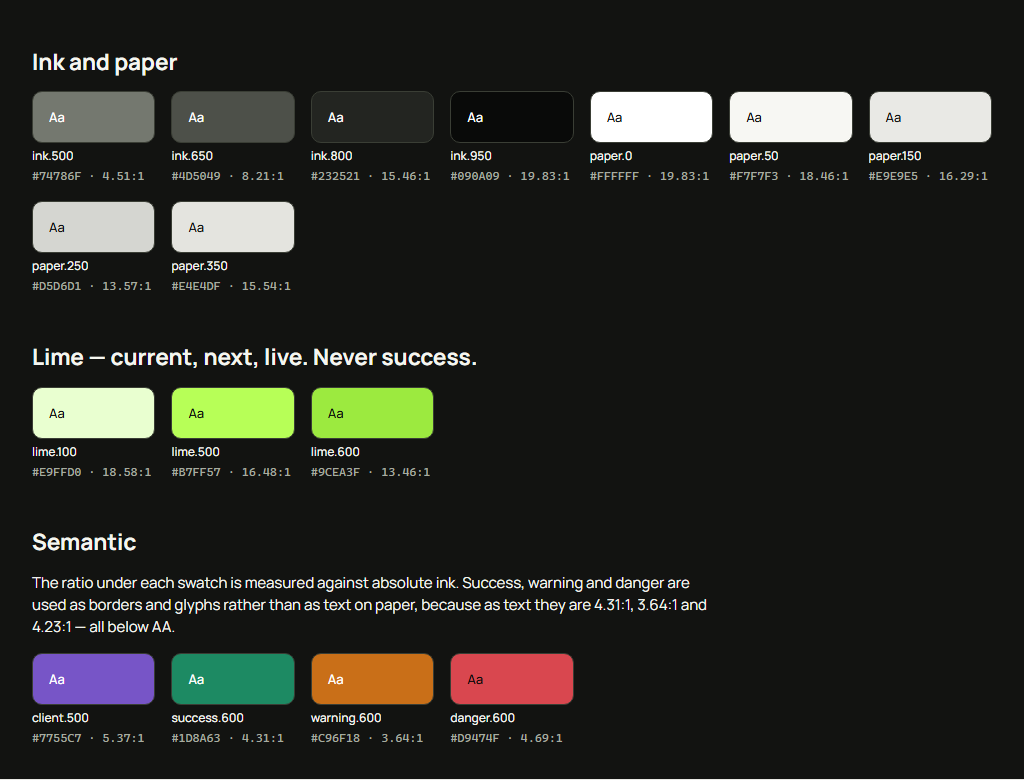 Ink and paper
Aa Aa Aa Aa Aa Aa Aa
ink.500 ink.650 ink.800 ink.950 paper.0 paper.50 paper.150
#74786F · 4.51:1 #4D5049 · 8.21:1 #232521 · 15.46:1 #090A09 · 19.83:1 #FFFFFF · 19.83:1 #F7F7F3 · 18.46:1 #E9E9E5 · 16.29:1
Aa Aa
paper.250 paper.350
#D5D6D1 · 13.57:1 #E4E4DF · 15.54:1
Lime — current, next, live. Never success.
Aa Aa Aa
lime.100 lime.500 lime.600
#E9FFD0 · 18.58:1 #B7FF57 · 16.48:1 #9CEA3F · 13.46:1
Semantic
The ratio under each swatch is measured against absolute ink. Success, warning and danger are
used as borders and glyphs rather than as text on paper, because as text they are 4.31:1, 3.64:1 and
4.23:1 — all below AA.
Aa Aa Aa Aa
client.500 success.600 warning.600 danger.600
#7755C7 · 5.37:1 #1D8A63 · 4.31:1 #C96F18 · 3.64:1 #D9474F · 4.69:1